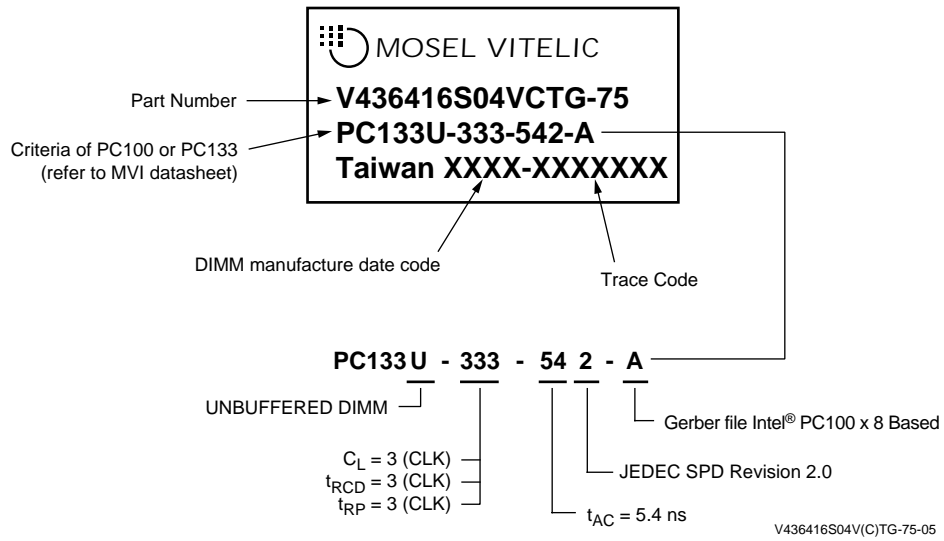 MOSEL VITELIC
Part Number
V436416S04VCTG-75
Criteria of PC100 or PC133
(refer to MVI datasheet)
PC133U-333-542-A
Taiwan XXXX-XXXXXXX
DIMM manufacture date code
Trace Code
PC133 U - 333 - 54 2 - A
UNBUFFERED DIMM
Gerber file Intel® PC100 x 8 Based
CL = 3 (CLK)
tRCD = 3 (CLK)
tRP = 3 (CLK)
JEDEC SPD Revision 2.0
tAC = 5.4 ns
V436416S04V(C)TG-75-05